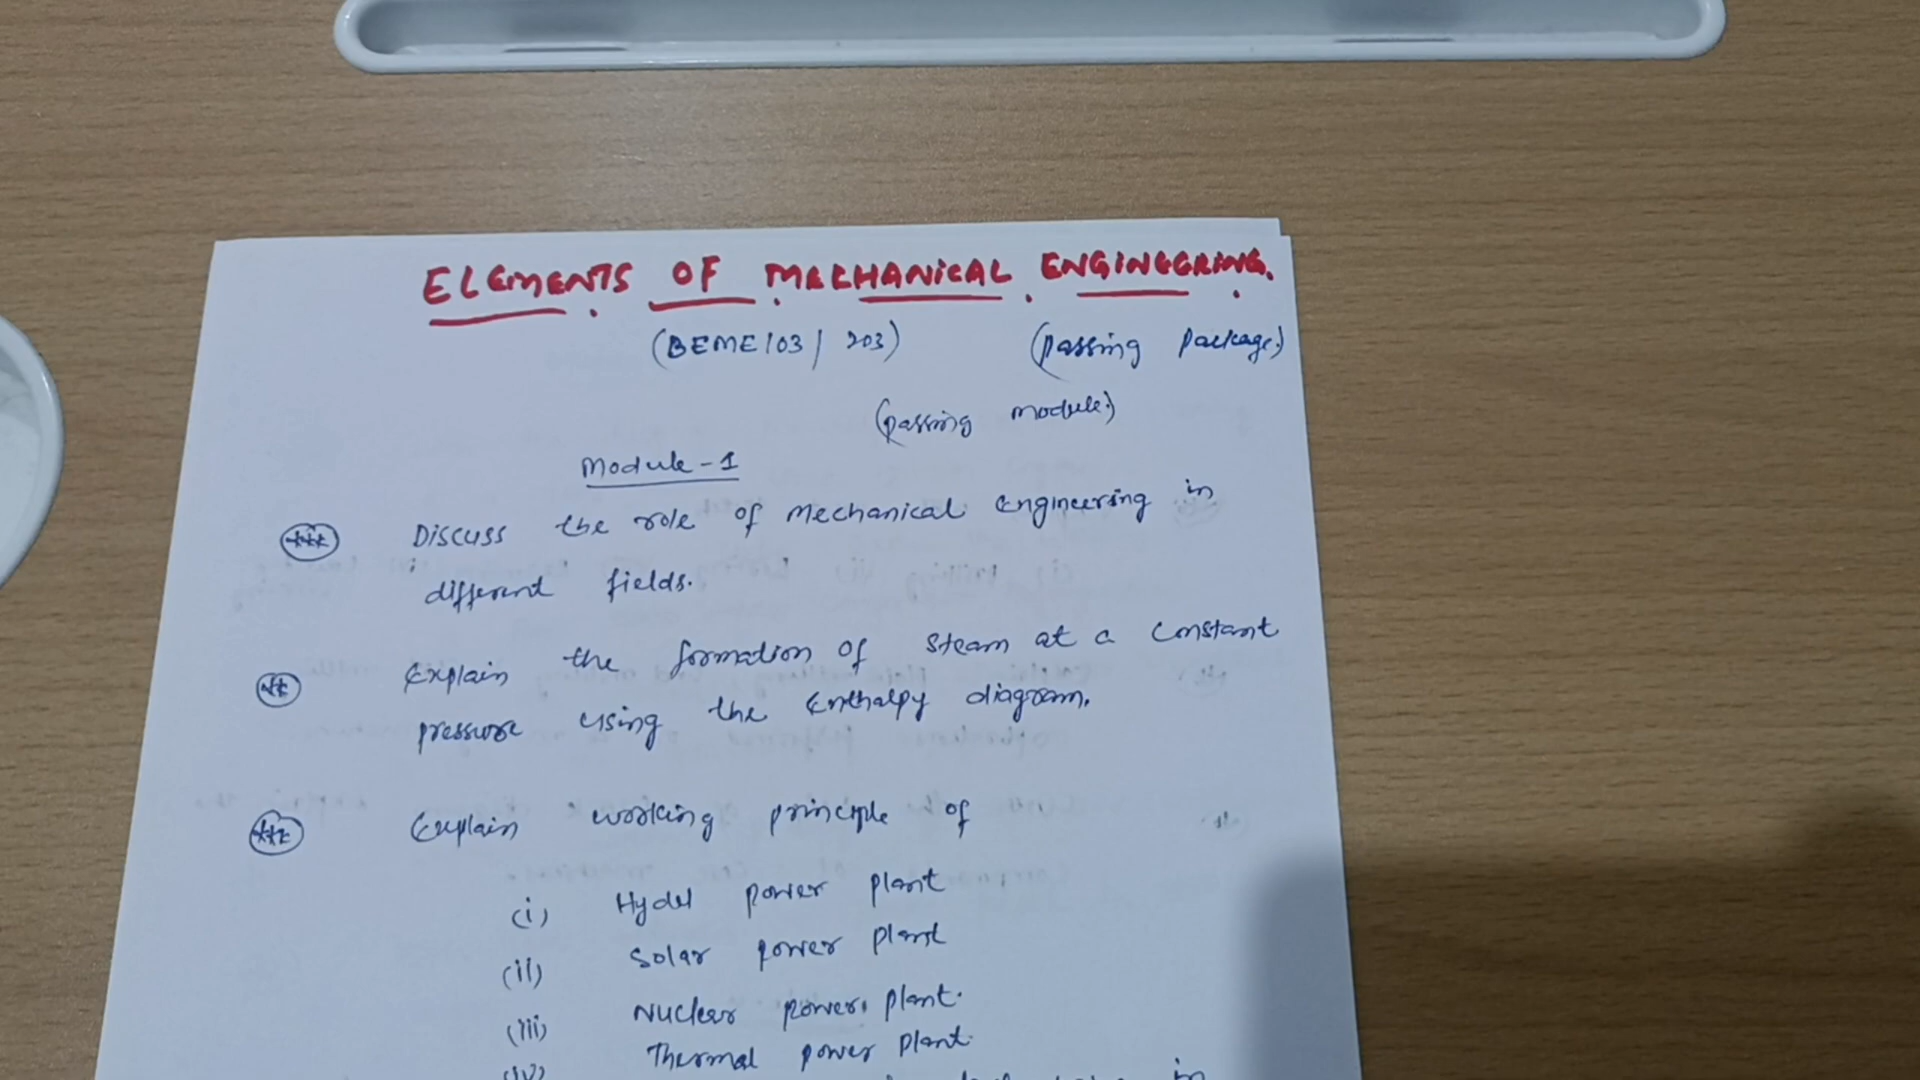 ELEMENTS OF MECHANICAL ENGINEERING.
(BEME103/203) (Passing Package)
(passing module)
Module-1
*** Discuss the role of Mechanical Engineering in
different fields.
** Explain the formation of steam at a constant
pressure using the Enthalpy diagram.
*** Explain working principle of
(i) Hydel power plant
(ii) Solar power plant
(iii) Nuclear power plant.
(iv) Thermal power plant.
in